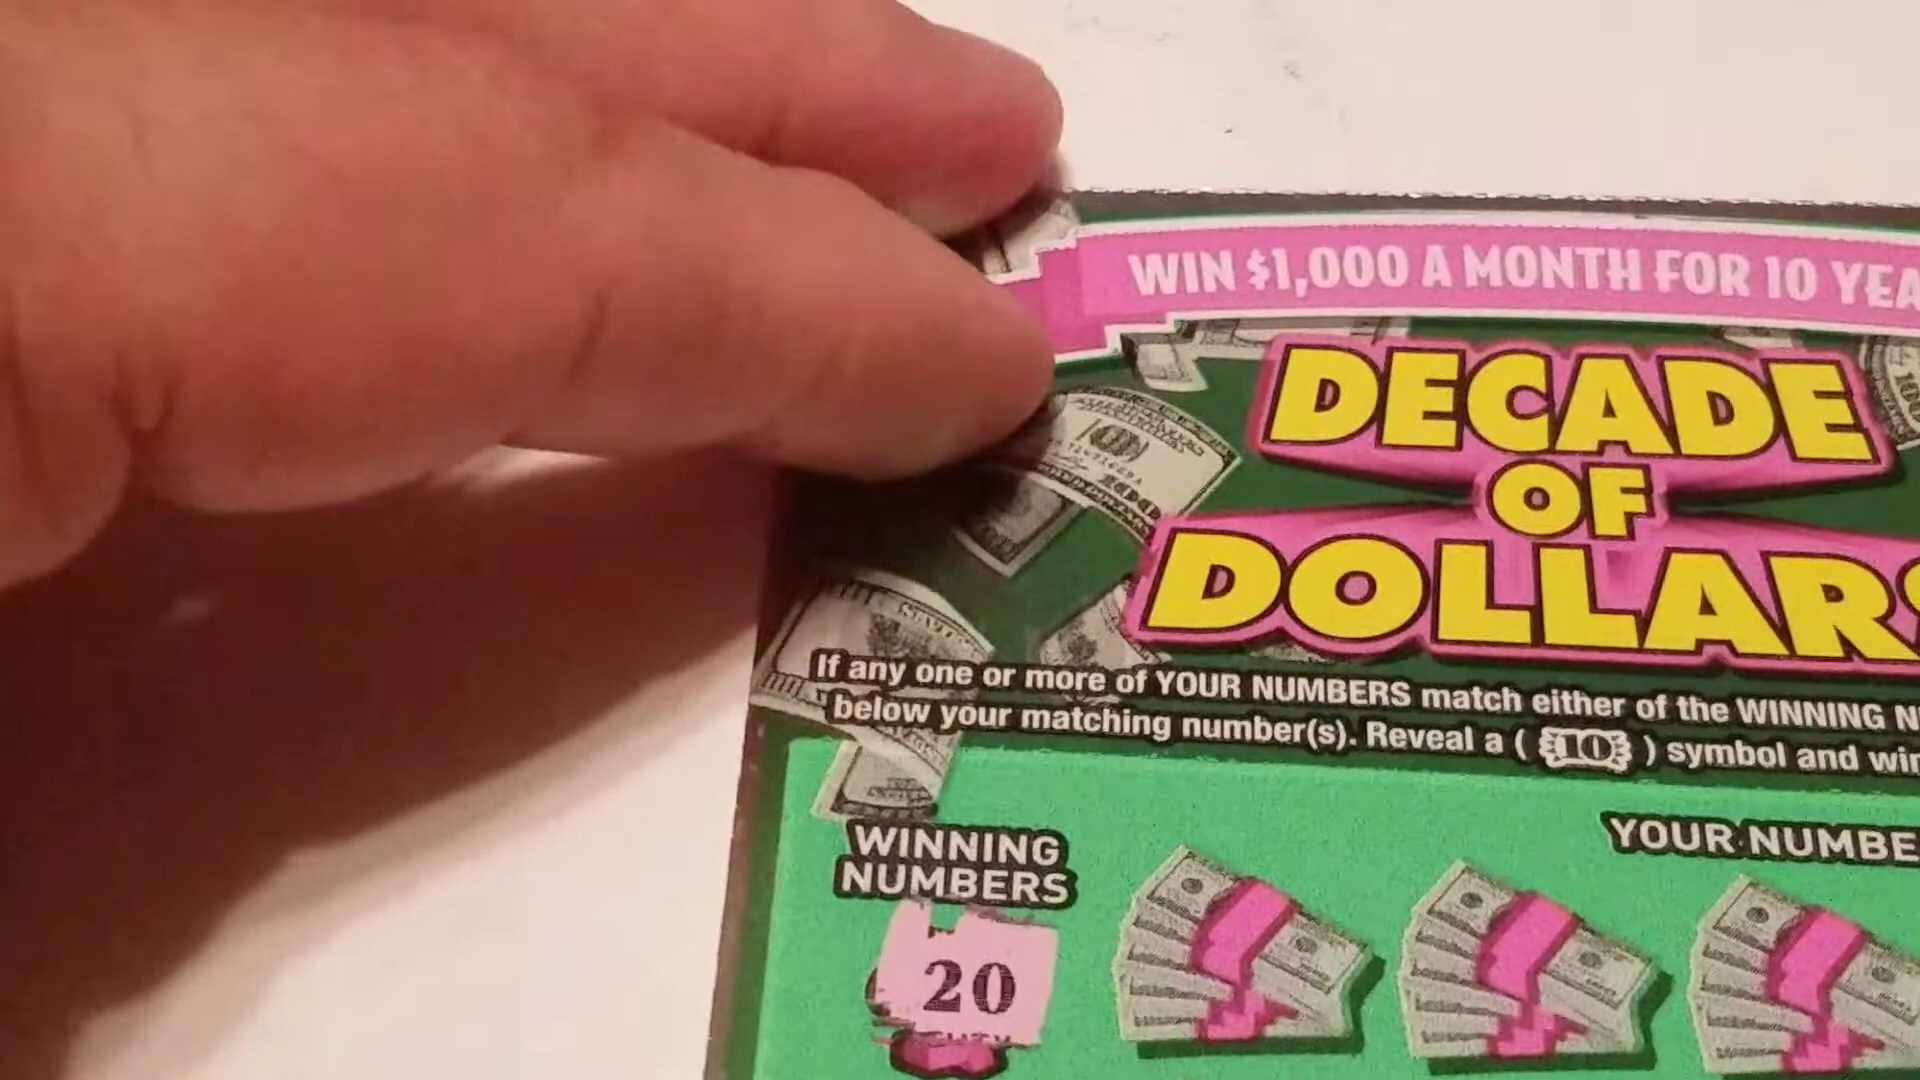 WIN $1,000 A MONTH FOR 10 YEA
DECADE
OF
DOLLARS
If any one or more of YOUR NUMBERS match either of the WINNING N
below your matching number(s). Reveal a ( 10 ) symbol and win
WINNING
NUMBERS
YOUR NUMBE
20